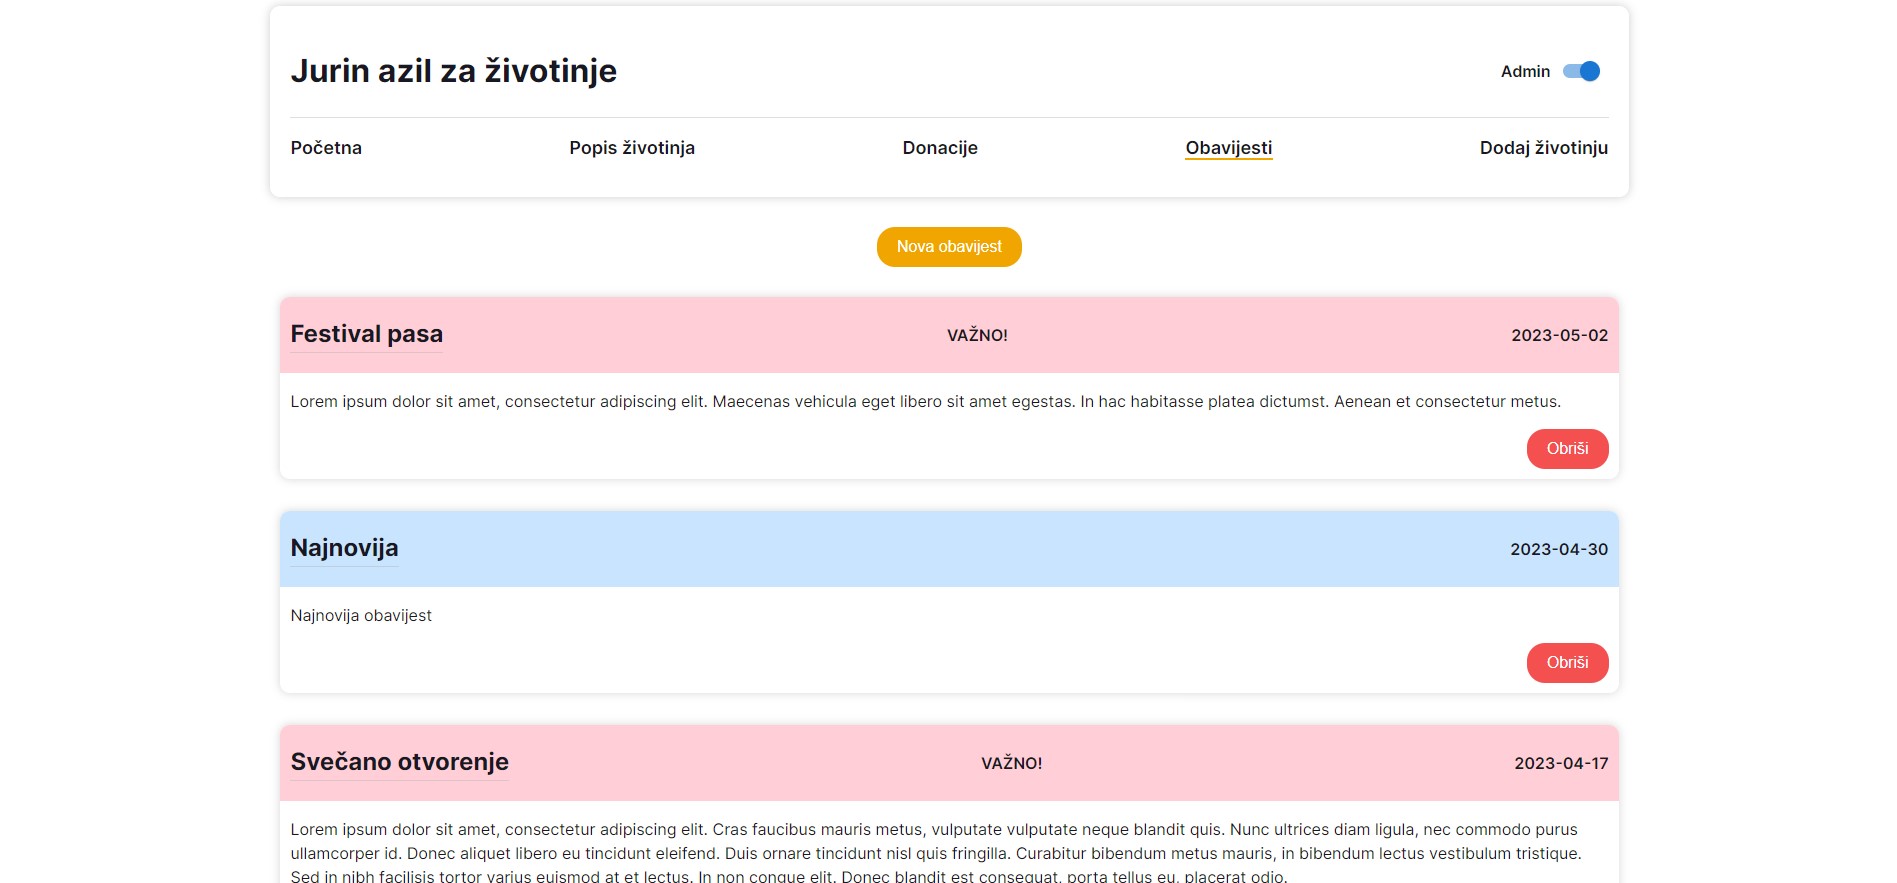 Jurin azil za životinje
Admin
Početna
Popis životinja
Donacije
Obavijesti
Dodaj životinju
Nova obavijest
Festival pasa
VAŽNO!
2023-05-02
Lorem ipsum dolor sit amet, consectetur adipiscing elit. Maecenas vehicula eget libero sit amet egestas. In hac habitasse platea dictumst. Aenean et consectetur metus.
Obriši
Najnovija
2023-04-30
Najnovija obavijest
Obriši
Svečano otvorenje
VAŽNO!
2023-04-17
Lorem ipsum dolor sit amet, consectetur adipiscing elit. Cras faucibus mauris metus, vulputate vulputate neque blandit quis. Nunc ultrices diam ligula, nec commodo purus
ullamcorper id. Donec aliquet libero eu tincidunt eleifend. Duis ornare tincidunt nisl quis fringilla. Curabitur bibendum metus mauris, in bibendum lectus vestibulum tristique.
Sed in nibh facilisis tortor varius euismod at et lectus. In non congue elit. Donec blandit est consequat, porta tellus eu, placerat odio.